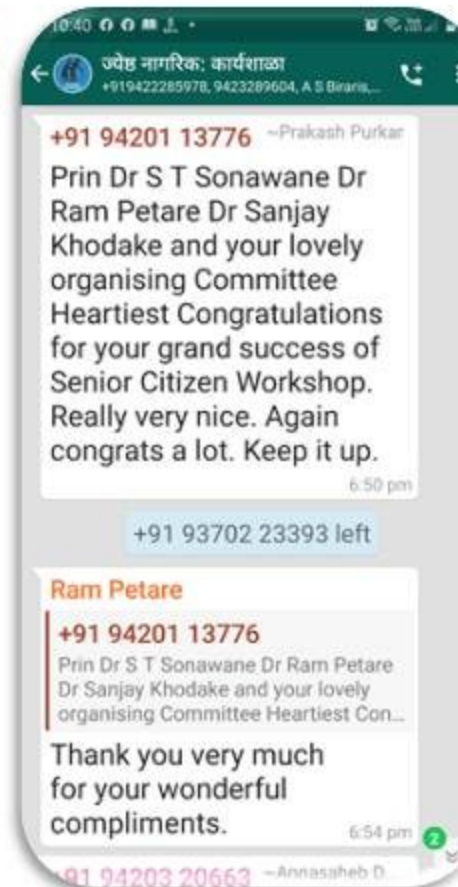 10:40
ज्येष्ठ नागरिक: कार्यशाळा
+919422285978, 9423289604, A S Biraris,...
+91 94201 13776 ~Prakash Purkar
Prin Dr S T Sonawane Dr
Ram Petare Dr Sanjay
Khodake and your lovely
organising Committee
Heartiest Congratulations
for your grand success of
Senior Citizen Workshop.
Really very nice. Again
congrats a lot. Keep it up.
6:50 pm
+91 93702 23393 left
Ram Petare
+91 94201 13776
Prin Dr S T Sonawane Dr Ram Petare
Dr Sanjay Khodake and your lovely
organising Committee Heartiest Con...
Thank you very much
for your wonderful
compliments.
6:54 pm
2
+91 94203 20663 ~Annasaheb D